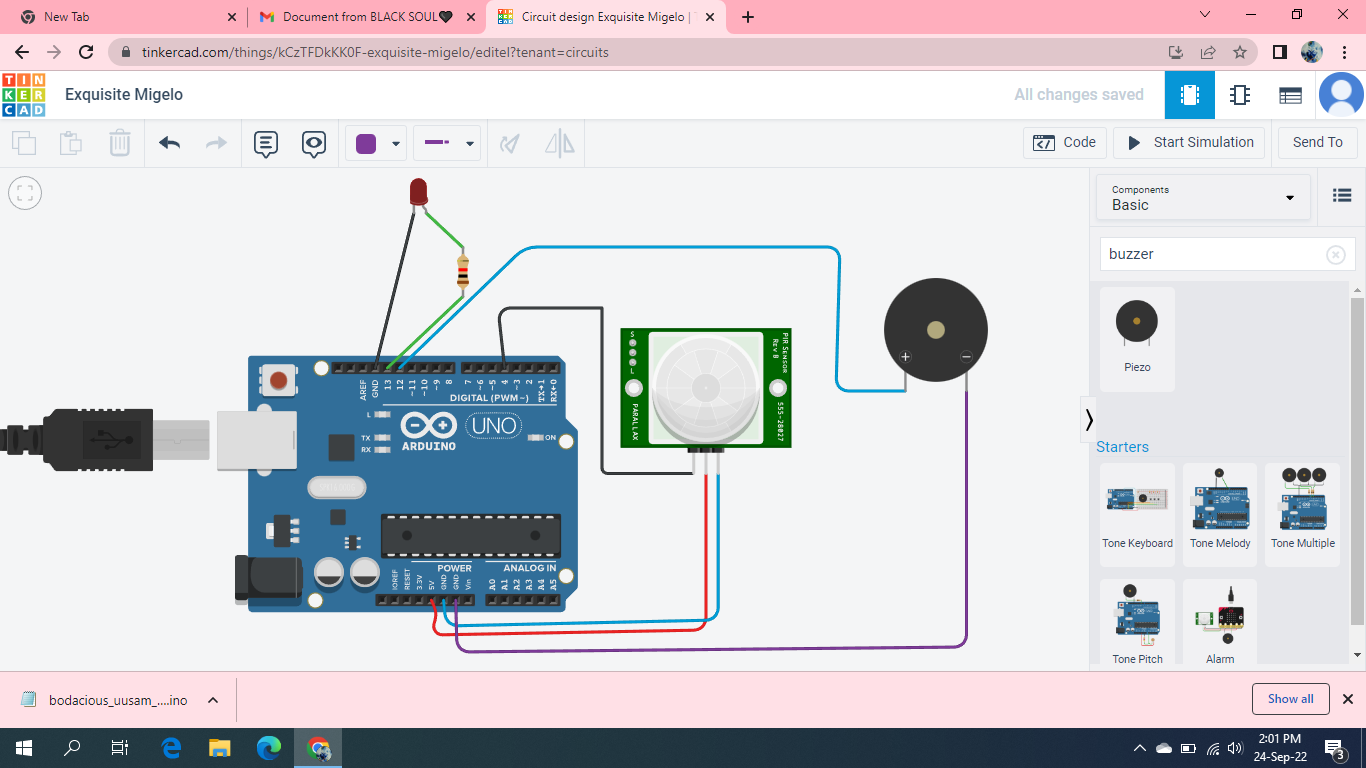 New Tab
Document from BLACK SOUL🖤
Circuit design Exquisite Migelo |
tinkercad.com/things/kCzTFDkKK0F-exquisite-migelo/editel?tenant=circuits
TIN
KER
CAD
Exquisite Migelo
All changes saved
Code
Start Simulation
Send To
Components
Basic
buzzer
Piezo
Starters
Tone Keyboard
Tone Melody
Tone Multiple
Tone Pitch
Alarm
AREF
GND
13
12
~11
~10
~9
8
7
~6
~5
4
~3
2
TX→1
RX←0
DIGITAL (PWM~)
L
TX
RX
ARDUINO
UNO
ON
POWER
ANALOG IN
IOREF
RESET
3.3V
5V
GND
GND
Vin
A0
A1
A2
A3
A4
A5
S
L
PIR SENSOR
REV B
PARALLAX
555-28027
+
−
bodacious_uusam_....ino
Show all
2:01 PM
24-Sep-22
3